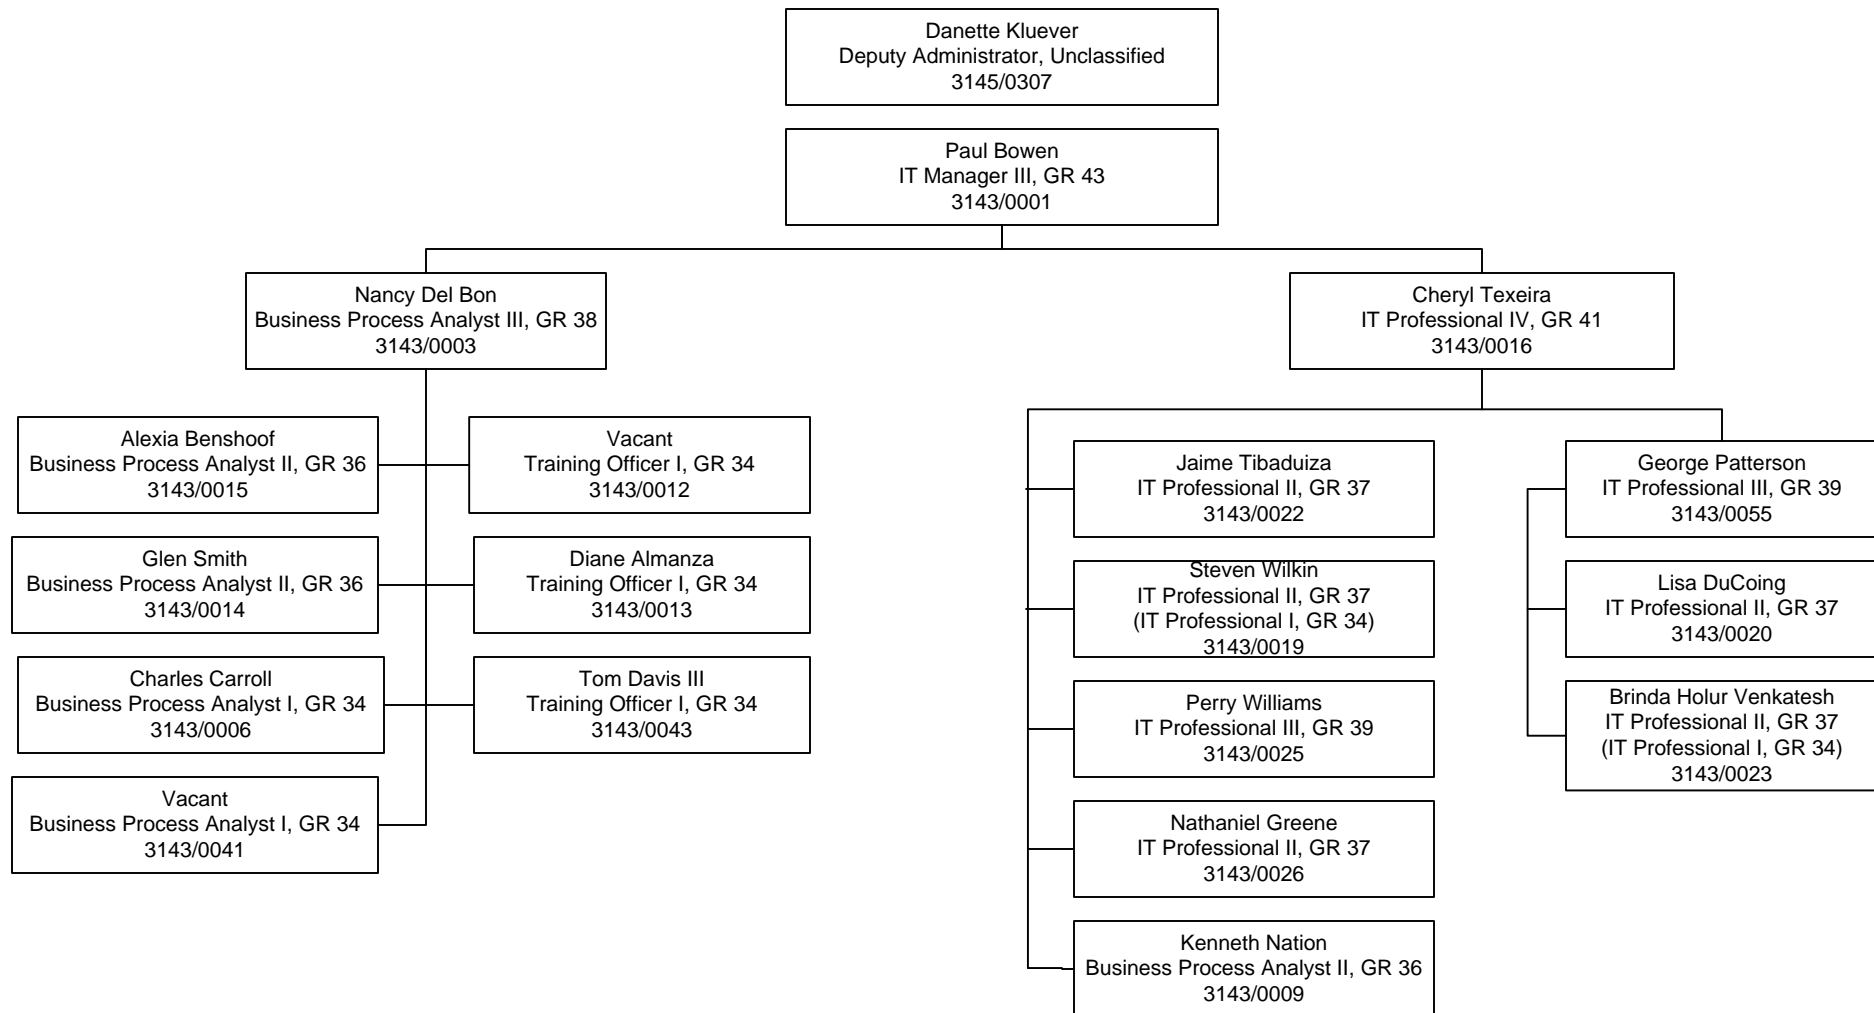 Danette Kluever
Deputy Administrator, Unclassified
3145/0307
Paul Bowen
IT Manager III, GR 43
3143/0001
Nancy Del Bon
Business Process Analyst III, GR 38
3143/0003
Cheryl Texeira
IT Professional IV, GR 41
3143/0016
Alexia Benshoof
Business Process Analyst II, GR 36
3143/0015
Vacant
Training Officer I, GR 34
3143/0012
Glen Smith
Business Process Analyst II, GR 36
3143/0014
Diane Almanza
Training Officer I, GR 34
3143/0013
Charles Carroll
Business Process Analyst I, GR 34
3143/0006
Tom Davis III
Training Officer I, GR 34
3143/0043
Vacant
Business Process Analyst I, GR 34
3143/0041
Jaime Tibaduiza
IT Professional II, GR 37
3143/0022
Steven Wilkin
IT Professional II, GR 37
(IT Professional I, GR 34)
3143/0019
Perry Williams
IT Professional III, GR 39
3143/0025
Nathaniel Greene
IT Professional II, GR 37
3143/0026
Kenneth Nation
Business Process Analyst II, GR 36
3143/0009
George Patterson
IT Professional III, GR 39
3143/0055
Lisa DuCoing
IT Professional II, GR 37
3143/0020
Brinda Holur Venkatesh
IT Professional II, GR 37
(IT Professional I, GR 34)
3143/0023